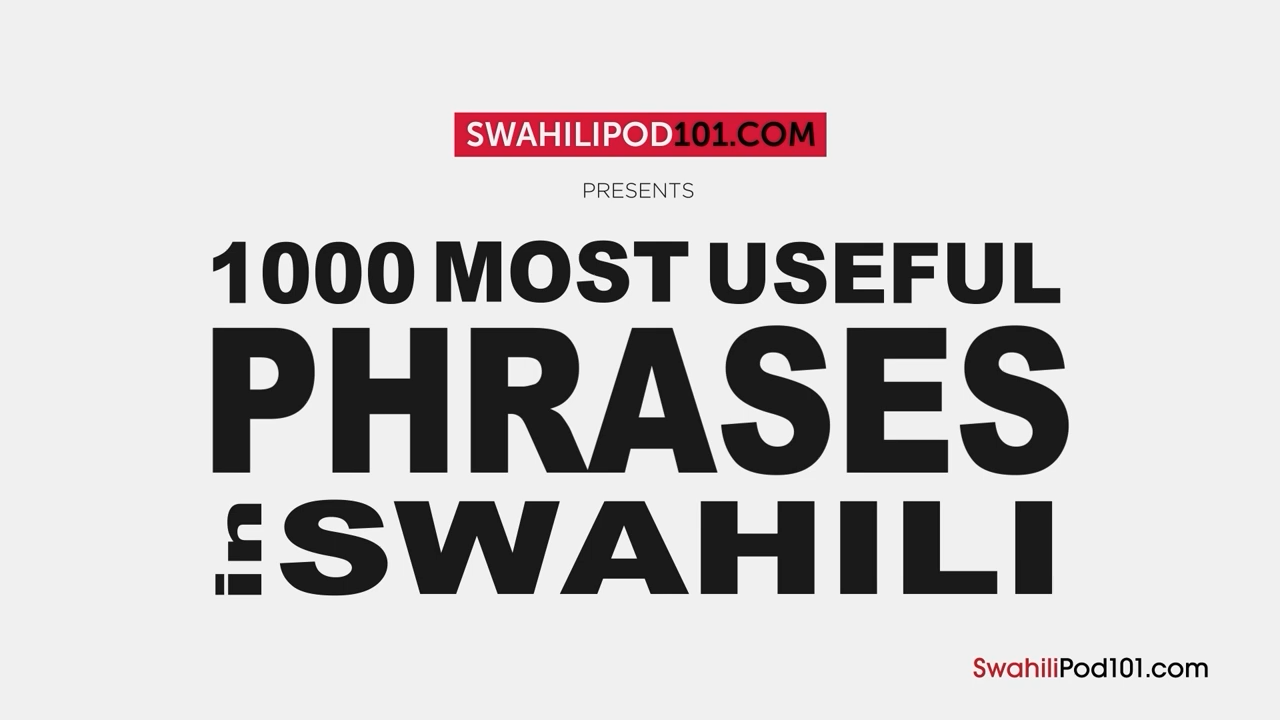 SWAHILIPOD101.COM
PRESENTS
1000 MOST USEFUL
PHRASES
in SWAHILI
SwahiliPod101.com